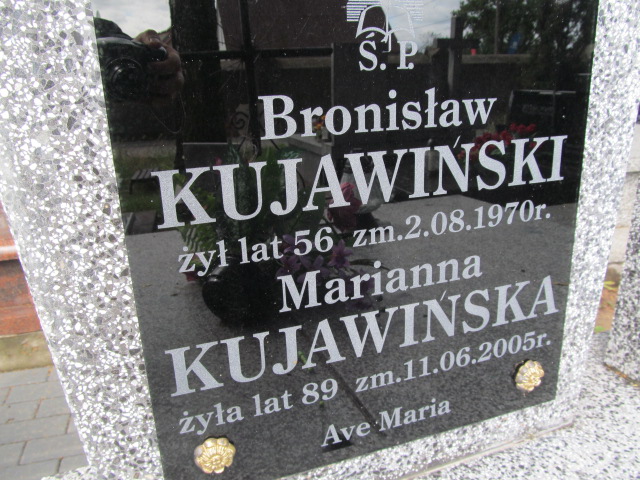 Ś. P.
Bronisław
KUJAWIŃSKI
żył lat 56 zm.2.08.1970r.
Marianna
KUJAWIŃSKA
żyła lat 89 zm.11.06.2005r.
Ave Maria